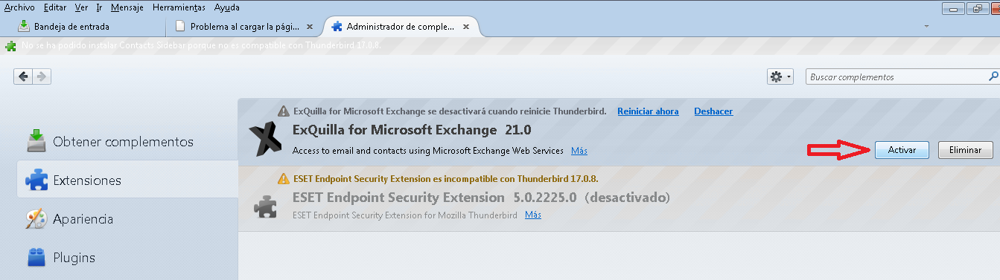 Archivo Editar Ver Ir Mensaje Herramientas Ayuda
Bandeja de entrada Problema al cargar la pági... Administrador de comple...
No se ha podido instalar Contacts Sidebar porque no es compatible con Thunderbird 17.0.8.
Buscar complementos
ExQuilla for Microsoft Exchange se desactivará cuando reinicie Thunderbird. Reiniciar ahora Deshacer
ExQuilla for Microsoft Exchange 21.0
Access to email and contacts using Microsoft Exchange Web Services Más
Activar Eliminar
ESET Endpoint Security Extension es incompatible con Thunderbird 17.0.8.
ESET Endpoint Security Extension 5.0.2225.0 (desactivado)
ESET Endpoint Security Extension for Mozilla Thunderbird Más
Obtener complementos
Extensiones
Apariencia
Plugins